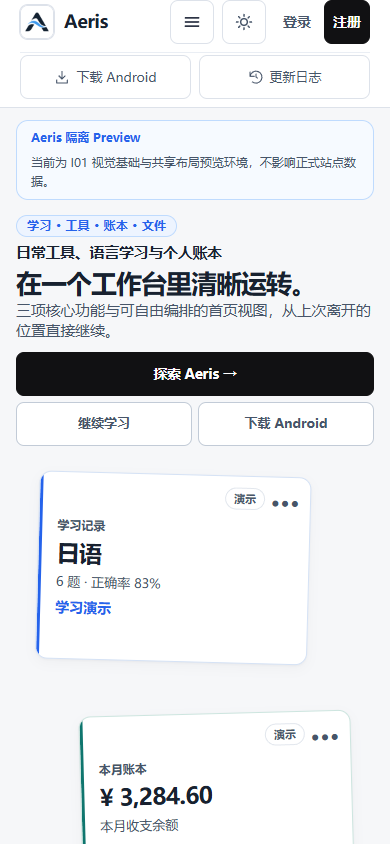 Aeris
登录
注册
下载 Android
更新日志
Aeris 隔离 Preview
当前为 I01 视觉基础与共享布局预览环境，不影响正式站点数
据。
学习・工具・账本・文件
日常工具、语言学习与个人账本
在一个工作台里清晰运转。
三项核心功能与可自由编排的首页视图，从上次离开的
位置直接继续。
探索 Aeris →
继续学习
下载 Android
演示
学习记录
日语
6 题 · 正确率 83%
学习演示
演示
本月账本
¥ 3,284.60
本月收支余额